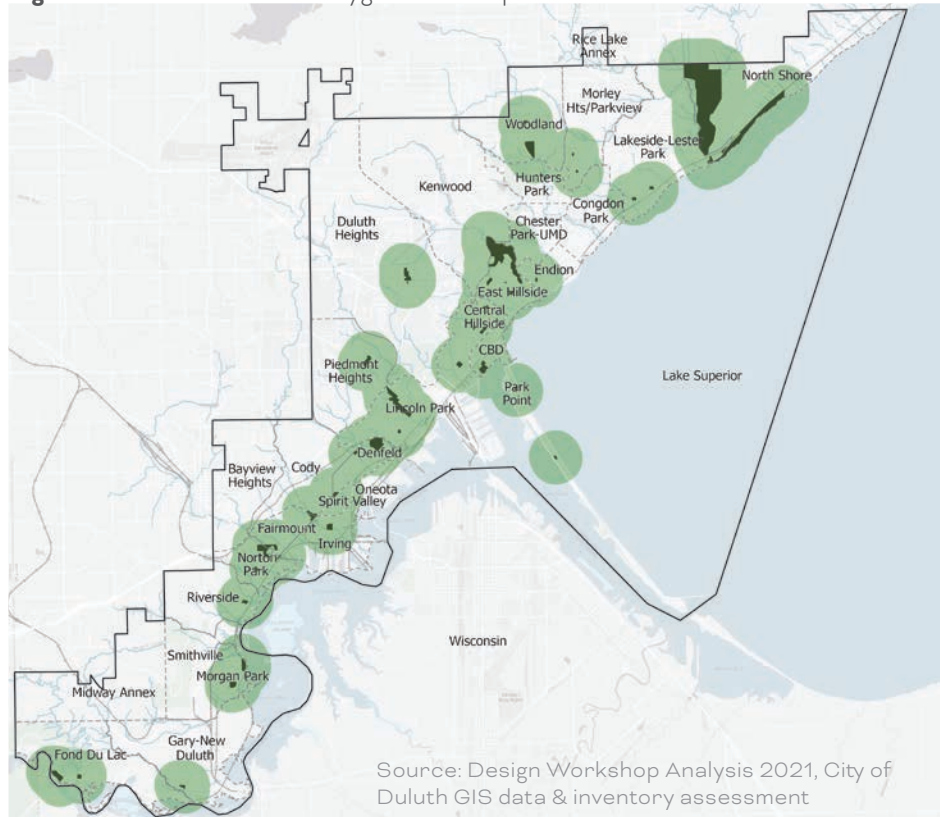 Rice Lake
Annex
North Shore
Morley
Hts/Parkview
Woodland
Lakeside-Lester
Park
Hunters
Park
Kenwood
Congdon
Park
Chester
Park-UMD
Duluth
Heights
Endion
East Hillside
Central
Hillside
CBD
Piedmont
Heights
Park
Point
Lake Superior
Lincoln Park
Denfeld
Bayview
Heights
Cody
Oneota
Spirit Valley
Fairmount
Irving
Norton
Park
Riverside
Wisconsin
Smithville
Morgan Park
Midway Annex
Gary-New
Duluth
Fond Du Lac
Source: Design Workshop Analysis 2021, City of
Duluth GIS data & inventory assessment